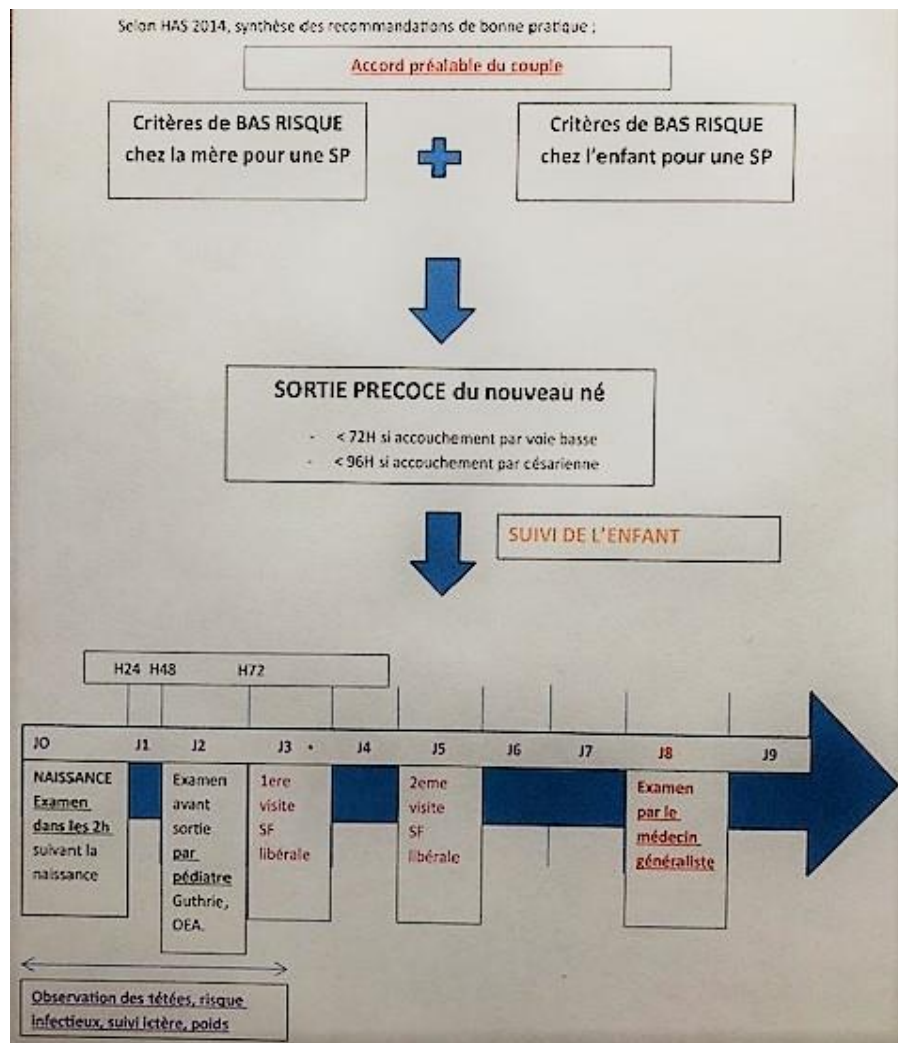 Selon HAS 2014, synthèse des recommandations de bonne pratique :
Accord préalable du couple
Critères de BAS RISQUE
chez la mère pour une SP
Critères de BAS RISQUE
chez l'enfant pour une SP
SORTIE PRECOCE du nouveau né
- < 72H si accouchement par voie basse
- < 96H si accouchement par césarienne
SUIVI DE L'ENFANT
H24 H48 H72
J0 J1 J2 J3 J4 J5 J6 J7 J8 J9
NAISSANCE
Examen
dans les 2h
suivant la
naissance
Examen
avant
sortie
par
pédiatre
Guthrie,
OEA.
1ere
visite
SF
libérale
2eme
visite
SF
libérale
Examen
par le
médecin
généraliste
Observation des tétées, risque
infectieux, suivi ictère, poids